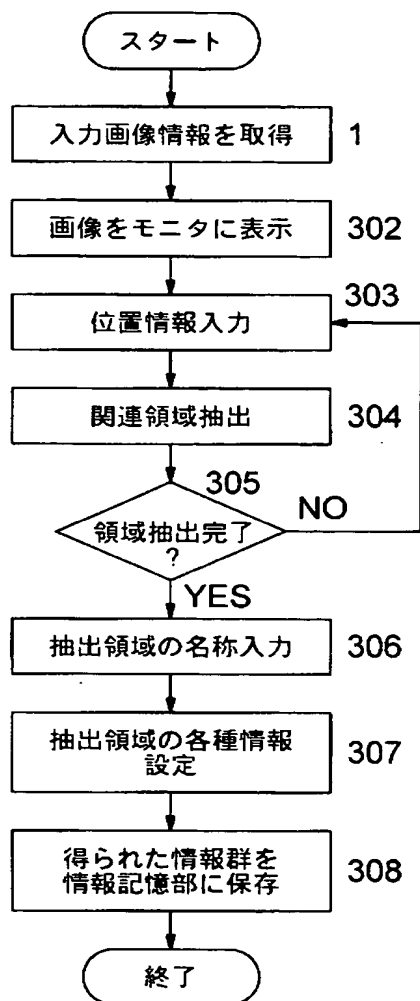 スタート
入力画像情報を取得
1
画像をモニタに表示
302
303
位置情報入力
関連領域抽出
304
305
領域抽出完了
?
NO
YES
抽出領域の名称入力
306
抽出領域の各種情報
設定
307
得られた情報群を
情報記憶部に保存
308
終了